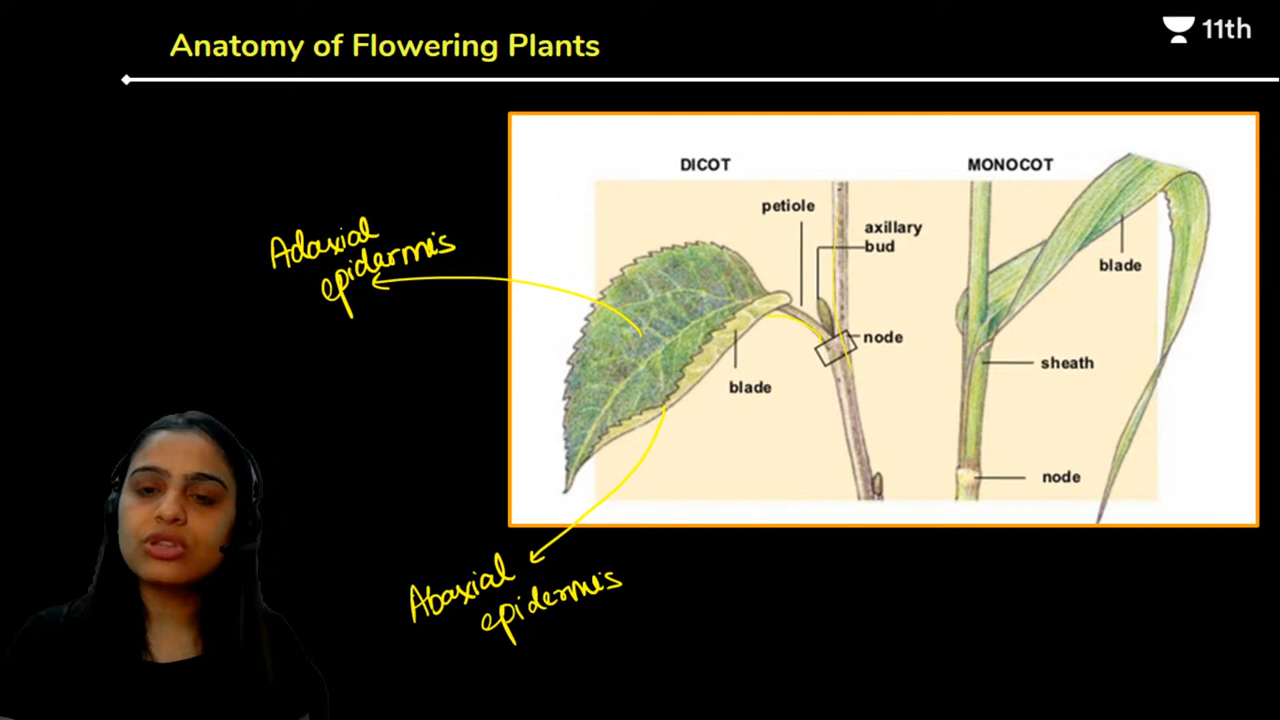 Anatomy of Flowering Plants
11th
DICOT
MONOCOT
petiole
axillary
bud
blade
Adaxial
epidermis
node
blade
sheath
node
Abaxial
epidermis